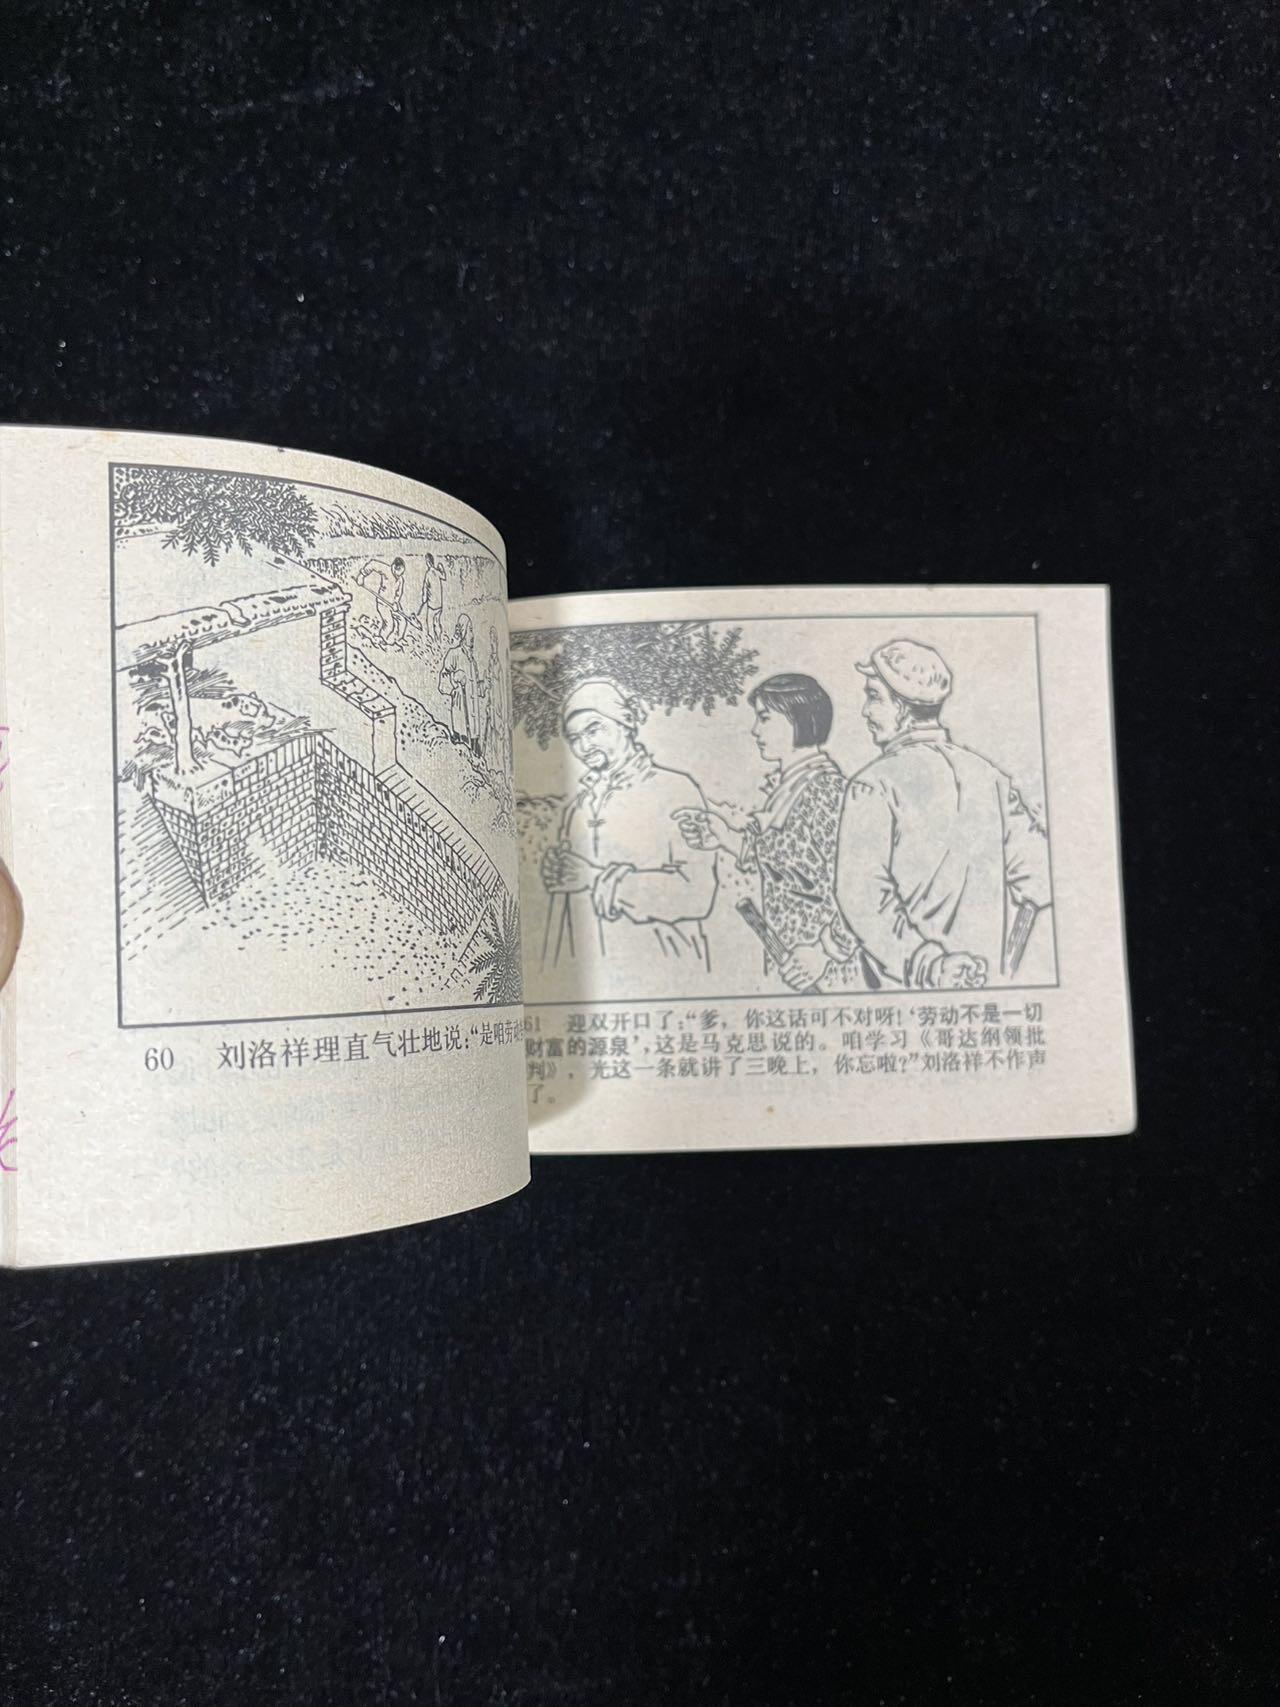 60 刘洛祥理直气壮地说：“是咱劳动
61 迎双开口了：“爹，你这话可不对呀！‘劳动不是一切
财富的源泉’，这是马克思说的。咱学习《哥达纲领批
判》，光这一条就讲了三晚上，你忘啦？”刘洛祥不作声
了。